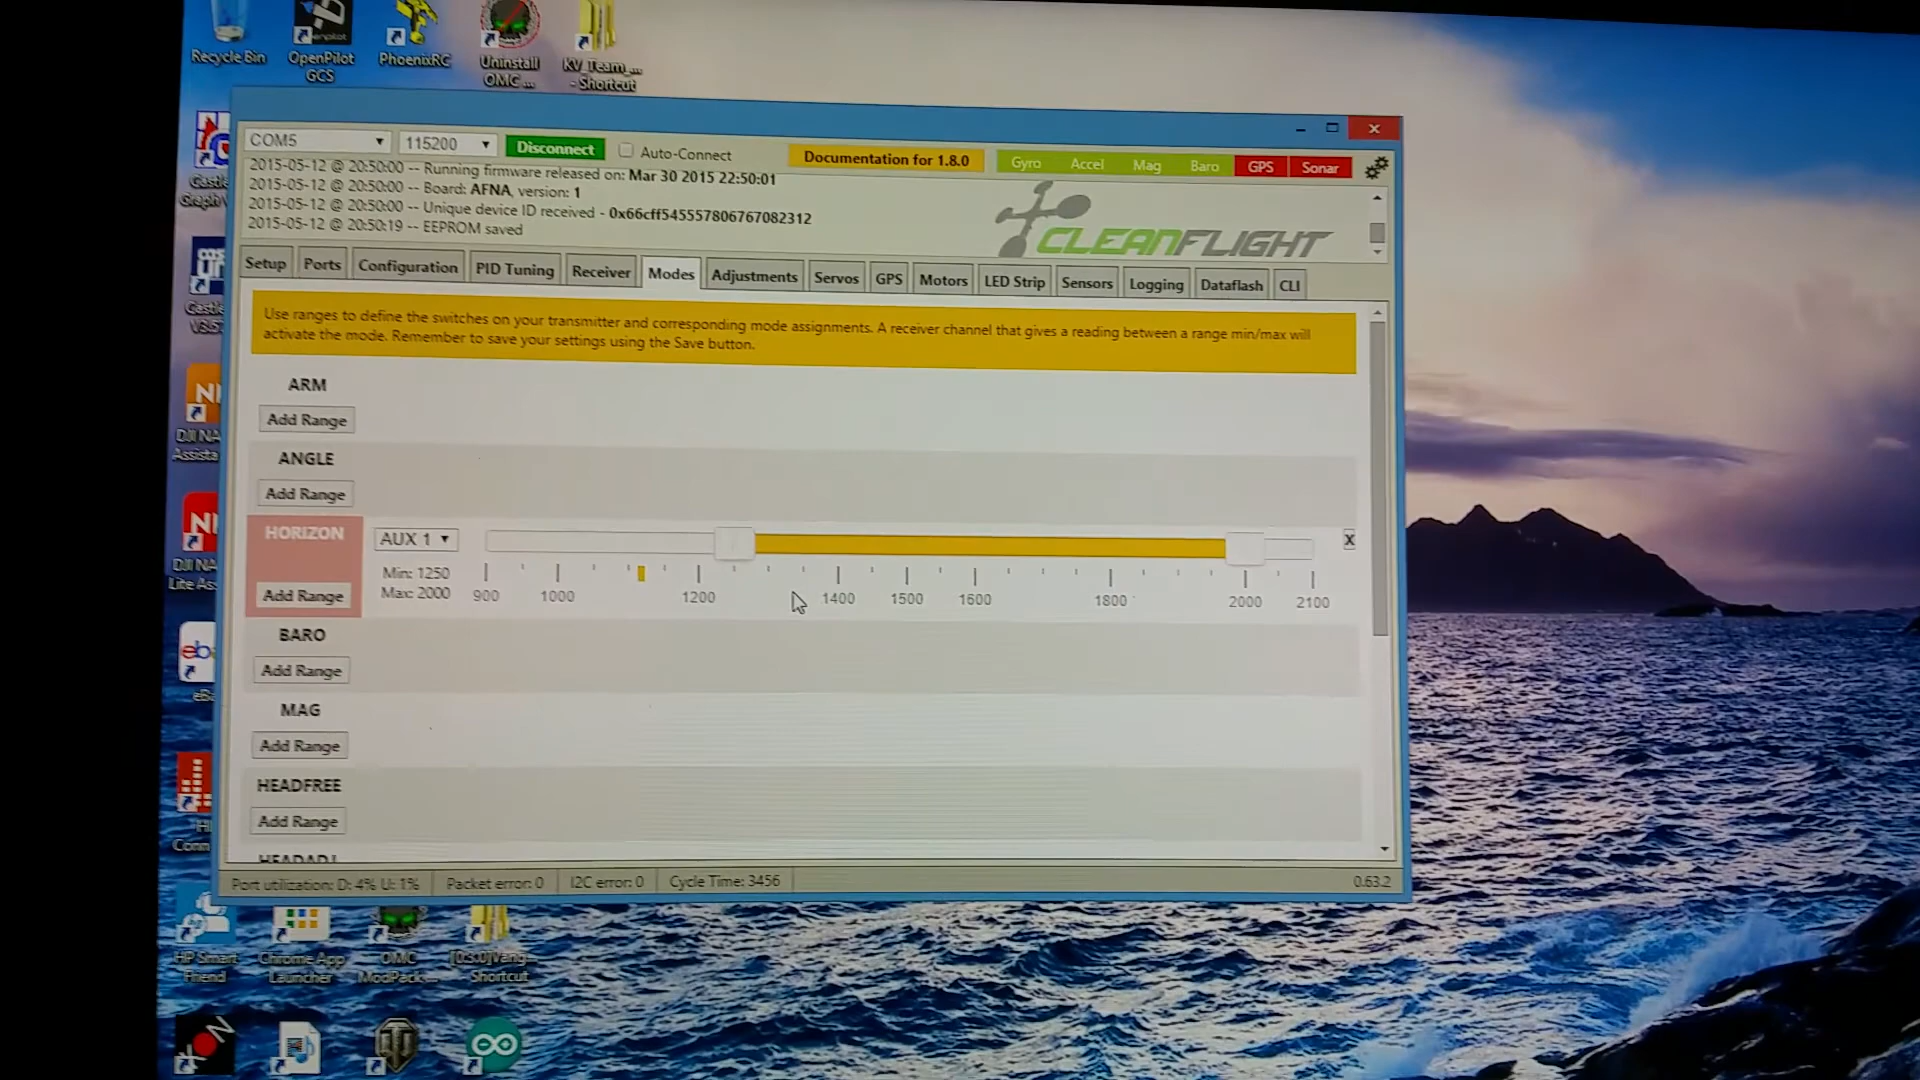 Recycle Bin
OpenPilot
GCS
PhoenixRC
Uninstall
OMC ...
KV_Team_...
- Shortcut
COM5
115200
Disconnect
Auto-Connect
Documentation for 1.8.0
Gyro
Accel
Mag
Baro
GPS
Sonar
2015-05-12 @ 20:50:00 -- Running firmware released on: Mar 30 2015 22:50:01
2015-05-12 @ 20:50:00 -- Board: AFNA, version: 1
2015-05-12 @ 20:50:00 -- Unique device ID received - 0x66cff545557806767082312
2015-05-12 @ 20:50:19 -- EEPROM saved
CLEANFLIGHT
Setup
Ports
Configuration
PID Tuning
Receiver
Modes
Adjustments
Servos
GPS
Motors
LED Strip
Sensors
Logging
Dataflash
CLI
Use ranges to define the switches on your transmitter and corresponding mode assignments. A receiver channel that gives a reading between a range min/max will
activate the mode. Remember to save your settings using the Save button.
ARM
Add Range
ANGLE
Add Range
HORIZON
Add Range
AUX 1
Min: 1250
Max: 2000
X
900
1000
1200
1400
1500
1600
1800
2000
2100
BARO
Add Range
MAG
Add Range
HEADFREE
Add Range
HEADADJ
Port utilization: D: 4% U: 1%
Packet error: 0
I2C error: 0
Cycle Time: 3456
0.63.2
DJI NA
Assista
DJI NA
Lite As
eb
Conn
HP Smart
Friend
Chrome App
Launcher
OMC
ModPack
Shortcut